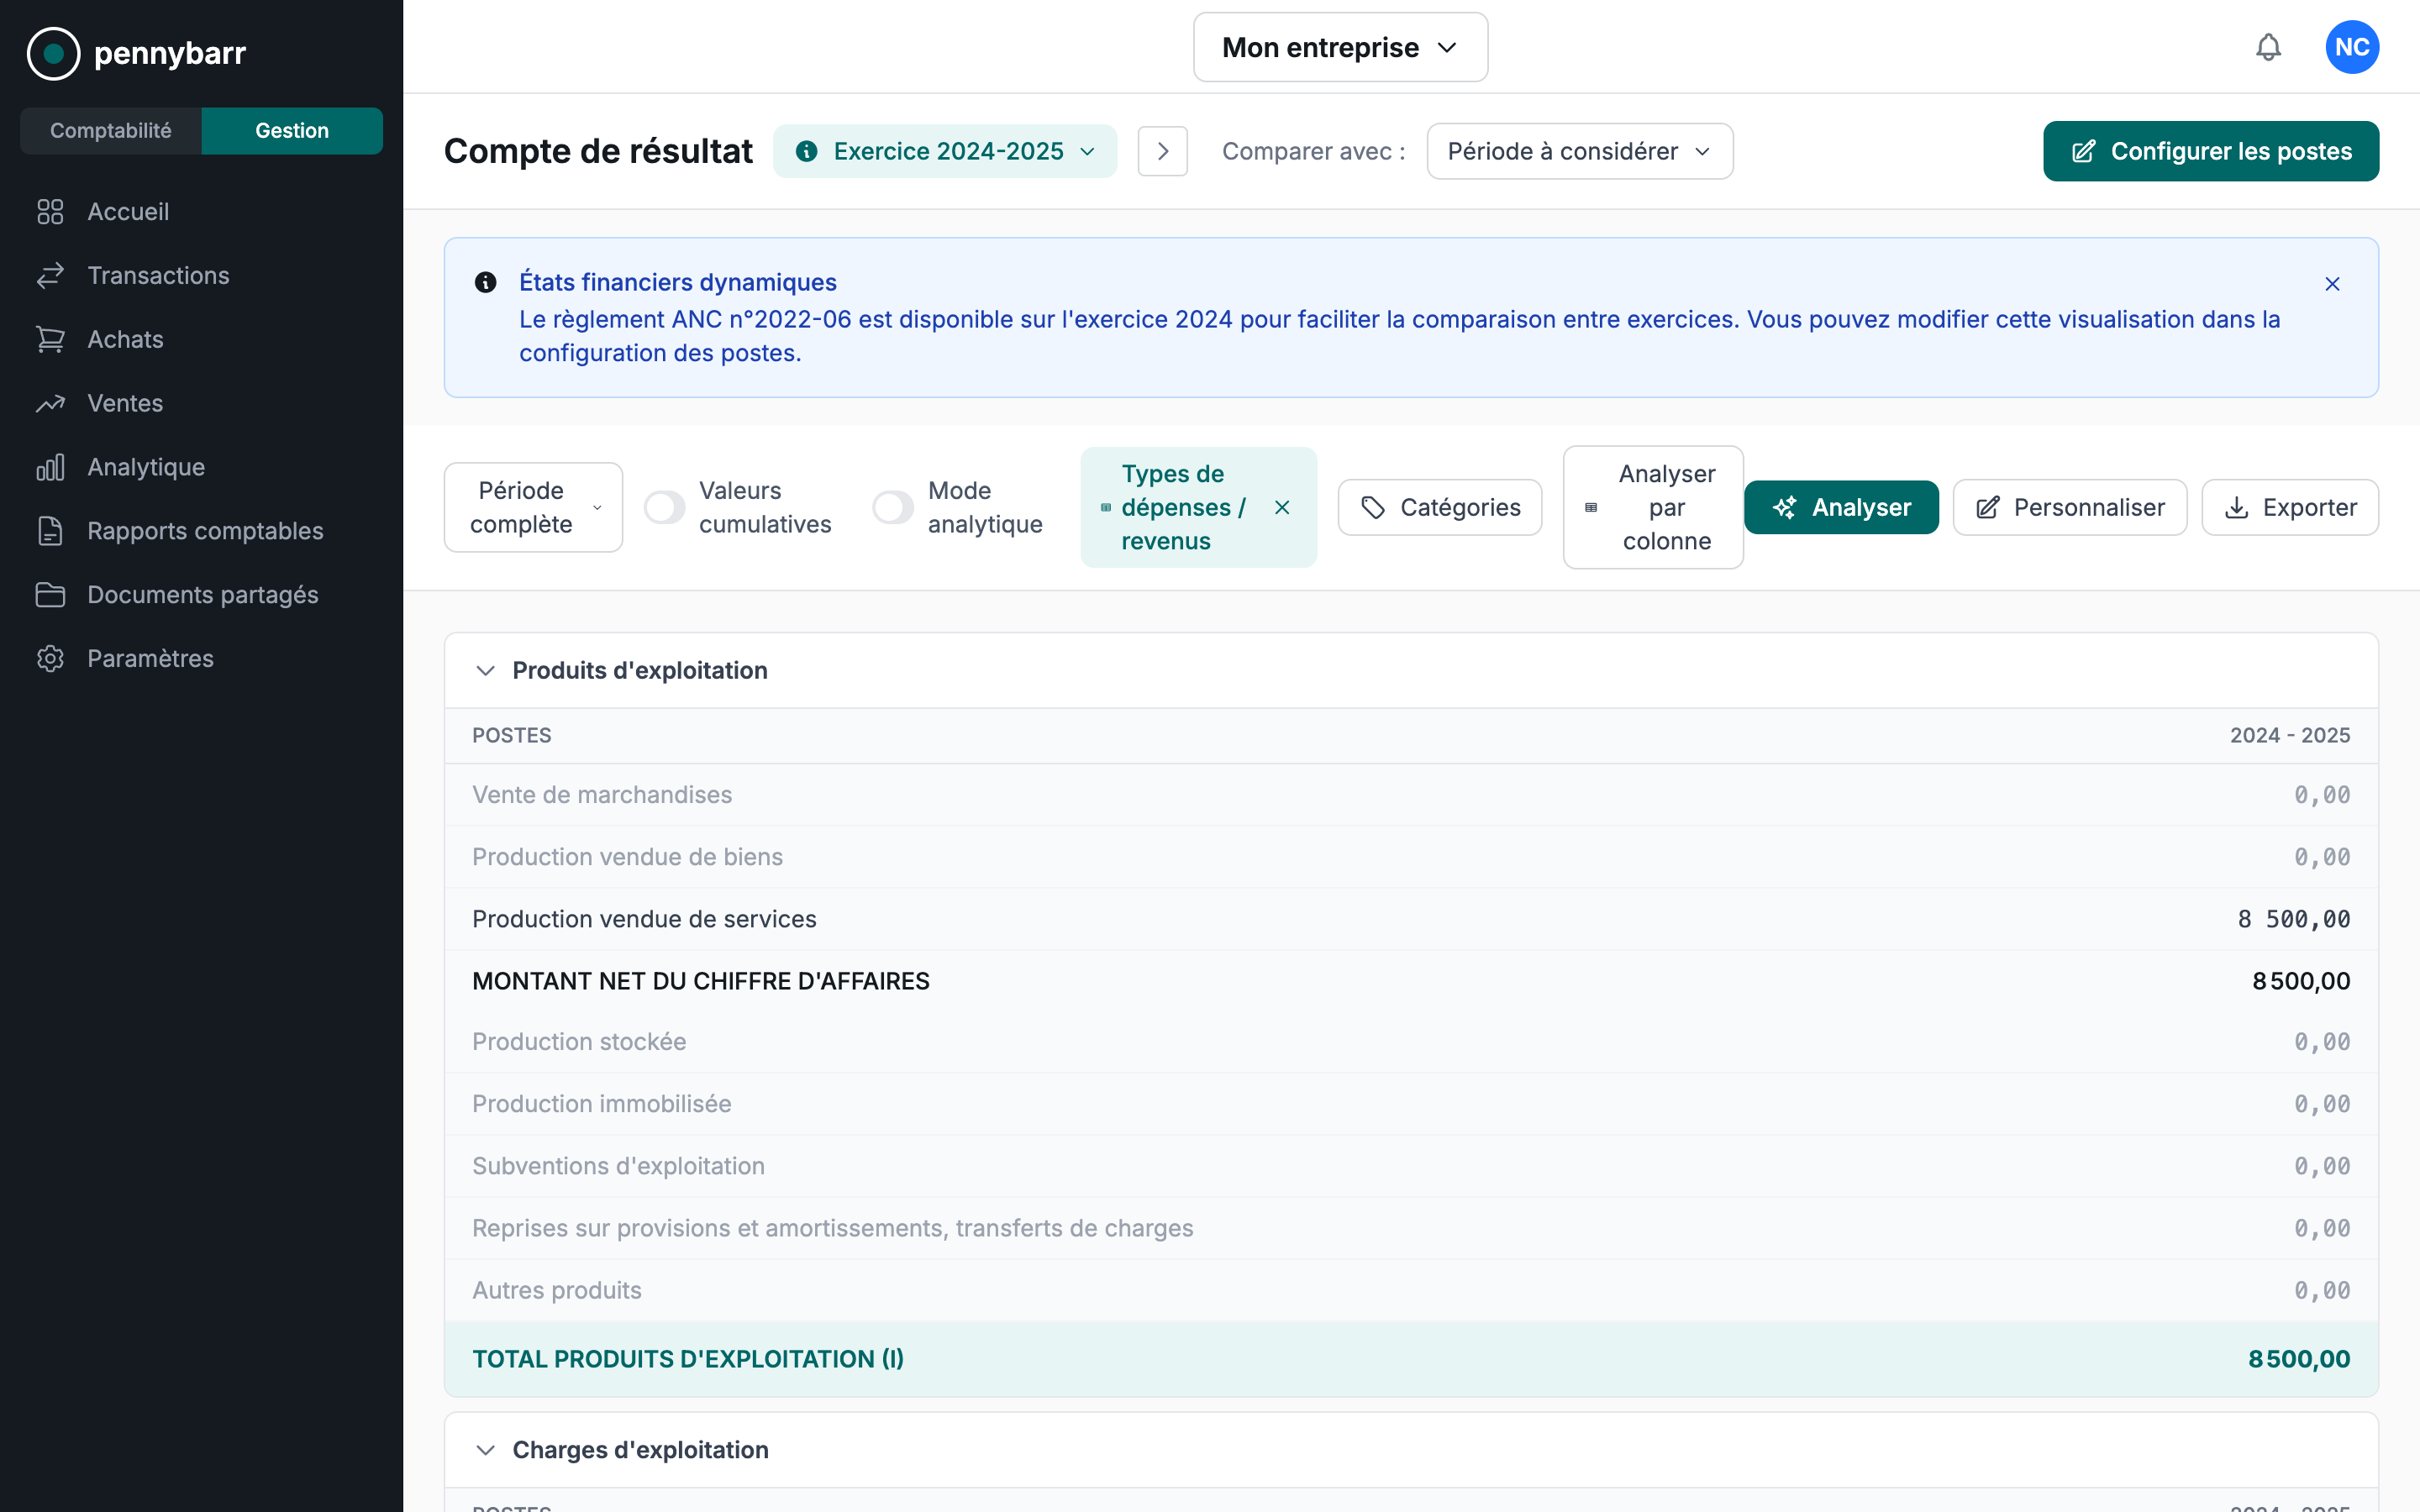 pennybarr
Mon entreprise
NC
Comptabilité
Gestion
Accueil
Transactions
Achats
Ventes
Analytique
Rapports comptables
Documents partagés
Paramètres
Compte de résultat
Exercice 2024-2025
Comparer avec :
Période à considérer
Configurer les postes
États financiers dynamiques
Le règlement ANC n°2022-06 est disponible sur l'exercice 2024 pour faciliter la comparaison entre exercices. Vous pouvez modifier cette visualisation dans la
configuration des postes.
Période
complète
Valeurs
cumulatives
Mode
analytique
Types de
dépenses /
revenus
Catégories
Analyser
par
colonne
Analyser
Personnaliser
Exporter
Produits d'exploitation
POSTES 2024 - 2025
Vente de marchandises 0,00
Production vendue de biens 0,00
Production vendue de services 8 500,00
MONTANT NET DU CHIFFRE D'AFFAIRES 8 500,00
Production stockée 0,00
Production immobilisée 0,00
Subventions d'exploitation 0,00
Reprises sur provisions et amortissements, transferts de charges 0,00
Autres produits 0,00
TOTAL PRODUITS D'EXPLOITATION (I) 8 500,00
Charges d'exploitation
POSTES 2024 - 2025